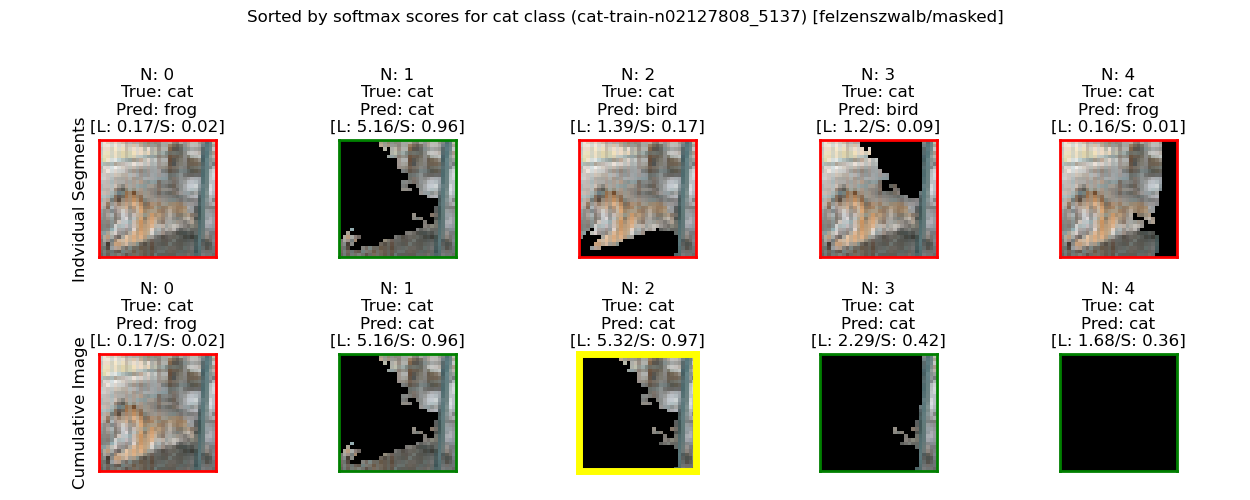 Sorted by softmax scores for cat class (cat-train-n02127808_5137) [felzenszwalb/masked]
Indvidual Segments
N: 0
True: cat
Pred: frog
[L: 0.17/S: 0.02]
N: 1
True: cat
Pred: cat
[L: 5.16/S: 0.96]
N: 2
True: cat
Pred: bird
[L: 1.39/S: 0.17]
N: 3
True: cat
Pred: bird
[L: 1.2/S: 0.09]
N: 4
True: cat
Pred: frog
[L: 0.16/S: 0.01]
Cumulative Image
N: 0
True: cat
Pred: frog
[L: 0.17/S: 0.02]
N: 1
True: cat
Pred: cat
[L: 5.16/S: 0.96]
N: 2
True: cat
Pred: cat
[L: 5.32/S: 0.97]
N: 3
True: cat
Pred: cat
[L: 2.29/S: 0.42]
N: 4
True: cat
Pred: cat
[L: 1.68/S: 0.36]